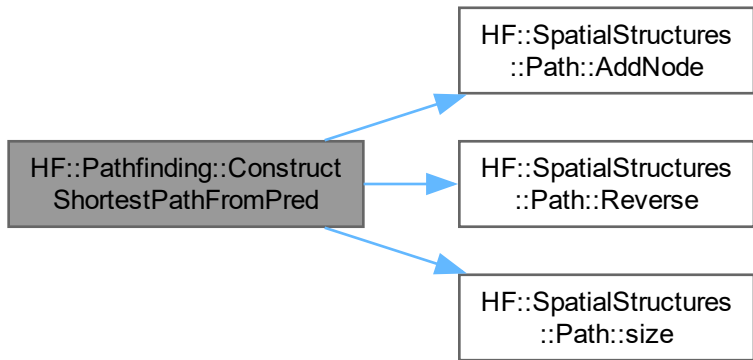 HF::Pathfinding::Construct
ShortestPathFromPred
HF::SpatialStructures
::Path::AddNode
HF::SpatialStructures
::Path::Reverse
HF::SpatialStructures
::Path::size